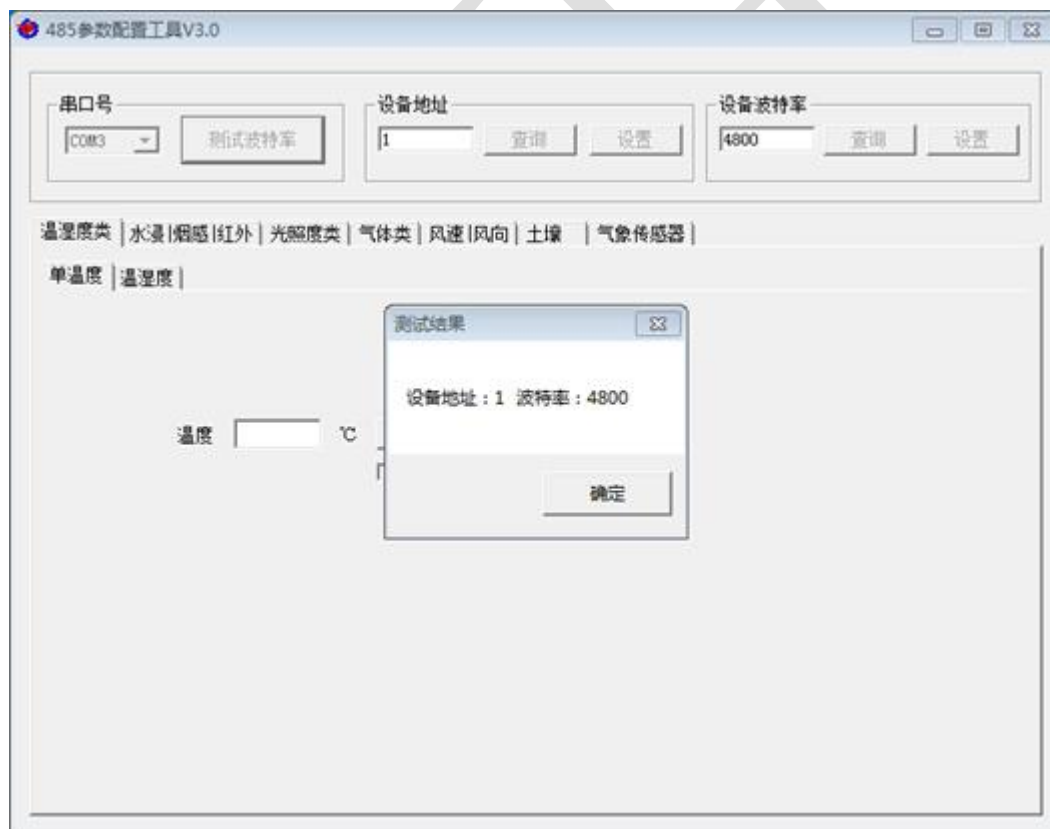 485参数配置工具V3.0
串口号
设备地址
设备波特率
COM3
测试波特率
1
查询
设置
4800
查询
设置
温湿度类 水浸|烟感|红外 光照度类 气体类 风速|风向 土壤 气象传感器
单温度 温湿度
测试结果
设备地址：1 波特率：4800
温度 ℃
确定